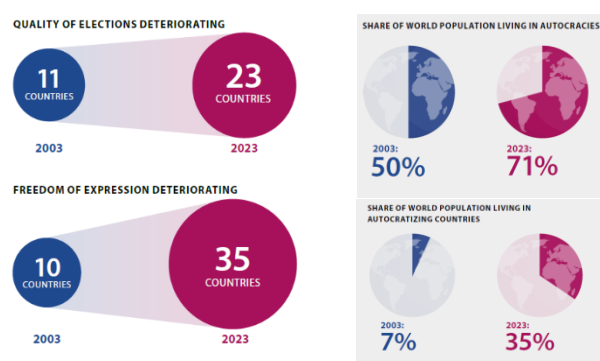 QUALITY OF ELECTIONS DETERIORATING
11
COUNTRIES
23
COUNTRIES
2003
2023
FREEDOM OF EXPRESSION DETERIORATING
10
COUNTRIES
35
COUNTRIES
2003
2023
SHARE OF WORLD POPULATION LIVING IN AUTOCRACIES
2003:
50%
2023:
71%
SHARE OF WORLD POPULATION LIVING IN
AUTOCRATIZING COUNTRIES
2003:
7%
2023:
35%